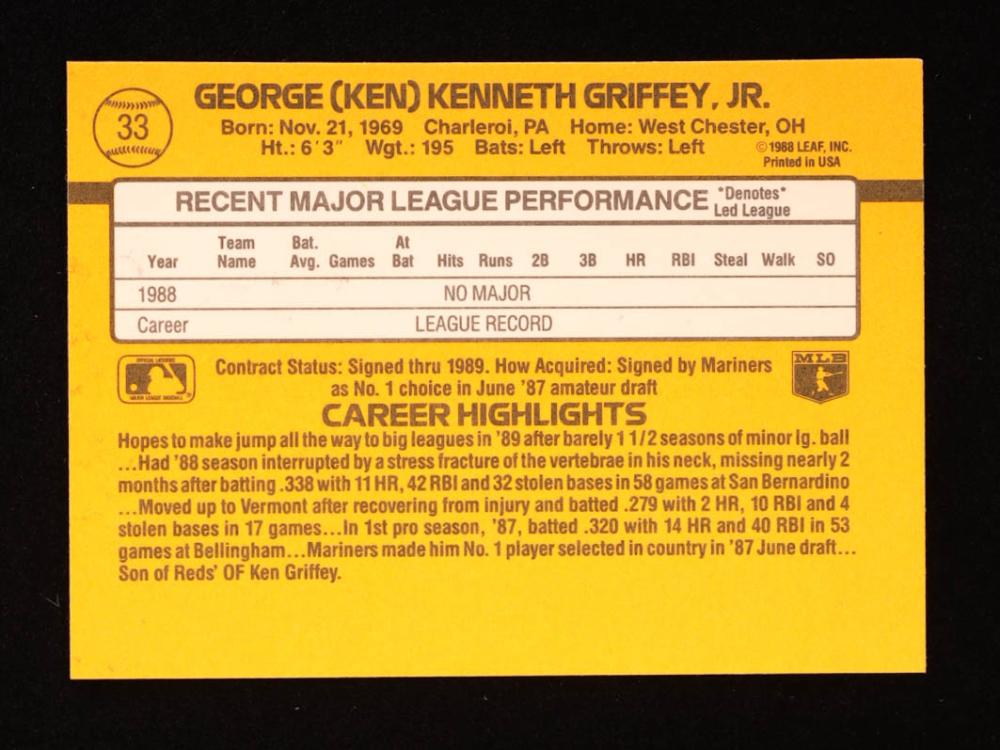 33
GEORGE (KEN) KENNETH GRIFFEY, JR.
Born: Nov. 21, 1969 Charleroi, PA Home: West Chester, OH
Ht.: 6'3" Wgt.: 195 Bats: Left Throws: Left
©1988 LEAF, INC.
Printed in USA
RECENT MAJOR LEAGUE PERFORMANCE
*Denotes*
Led League
Year Team Name Bat. Avg. Games At Bat Hits Runs 2B 3B HR RBI Steal Walk SO
1988 NO MAJOR
Career LEAGUE RECORD
OFFICIAL LICENSEE
MAJOR LEAGUE BASEBALL
Contract Status: Signed thru 1989. How Acquired: Signed by Mariners
as No. 1 choice in June '87 amateur draft
MLB
CAREER HIGHLIGHTS
Hopes to make jump all the way to big leagues in '89 after barely 1 1/2 seasons of minor lg. ball
...Had '88 season interrupted by a stress fracture of the vertebrae in his neck, missing nearly 2
months after batting .338 with 11 HR, 42 RBI and 32 stolen bases in 58 games at San Bernardino
...Moved up to Vermont after recovering from injury and batted .279 with 2 HR, 10 RBI and 4
stolen bases in 17 games...In 1st pro season, '87, batted .320 with 14 HR and 40 RBI in 53
games at Bellingham...Mariners made him No. 1 player selected in country in '87 June draft...
Son of Reds' OF Ken Griffey.